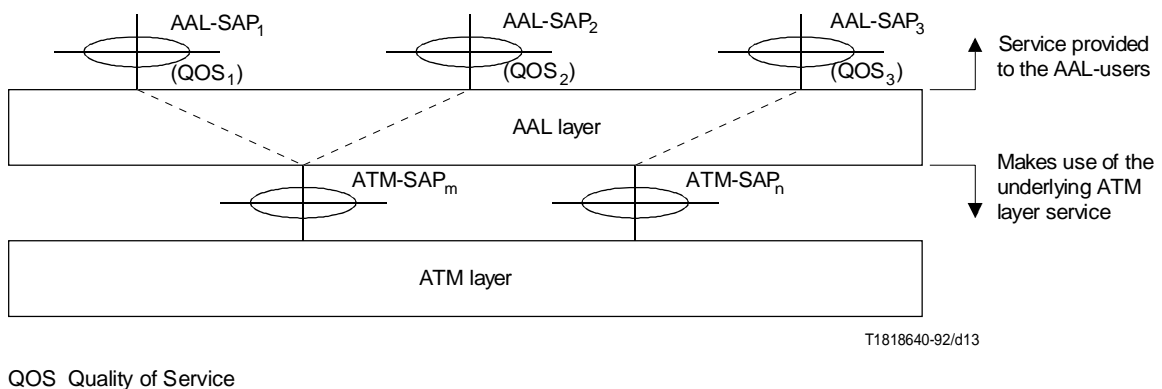 AAL-SAP1
AAL-SAP2
AAL-SAP3
(QOS1)
(QOS2)
(QOS3)
Service provided
to the AAL-users
AAL layer
ATM-SAPm
ATM-SAPn
Makes use of the
underlying ATM
layer service
ATM layer
T1818640-92/d13
QOS Quality of Service